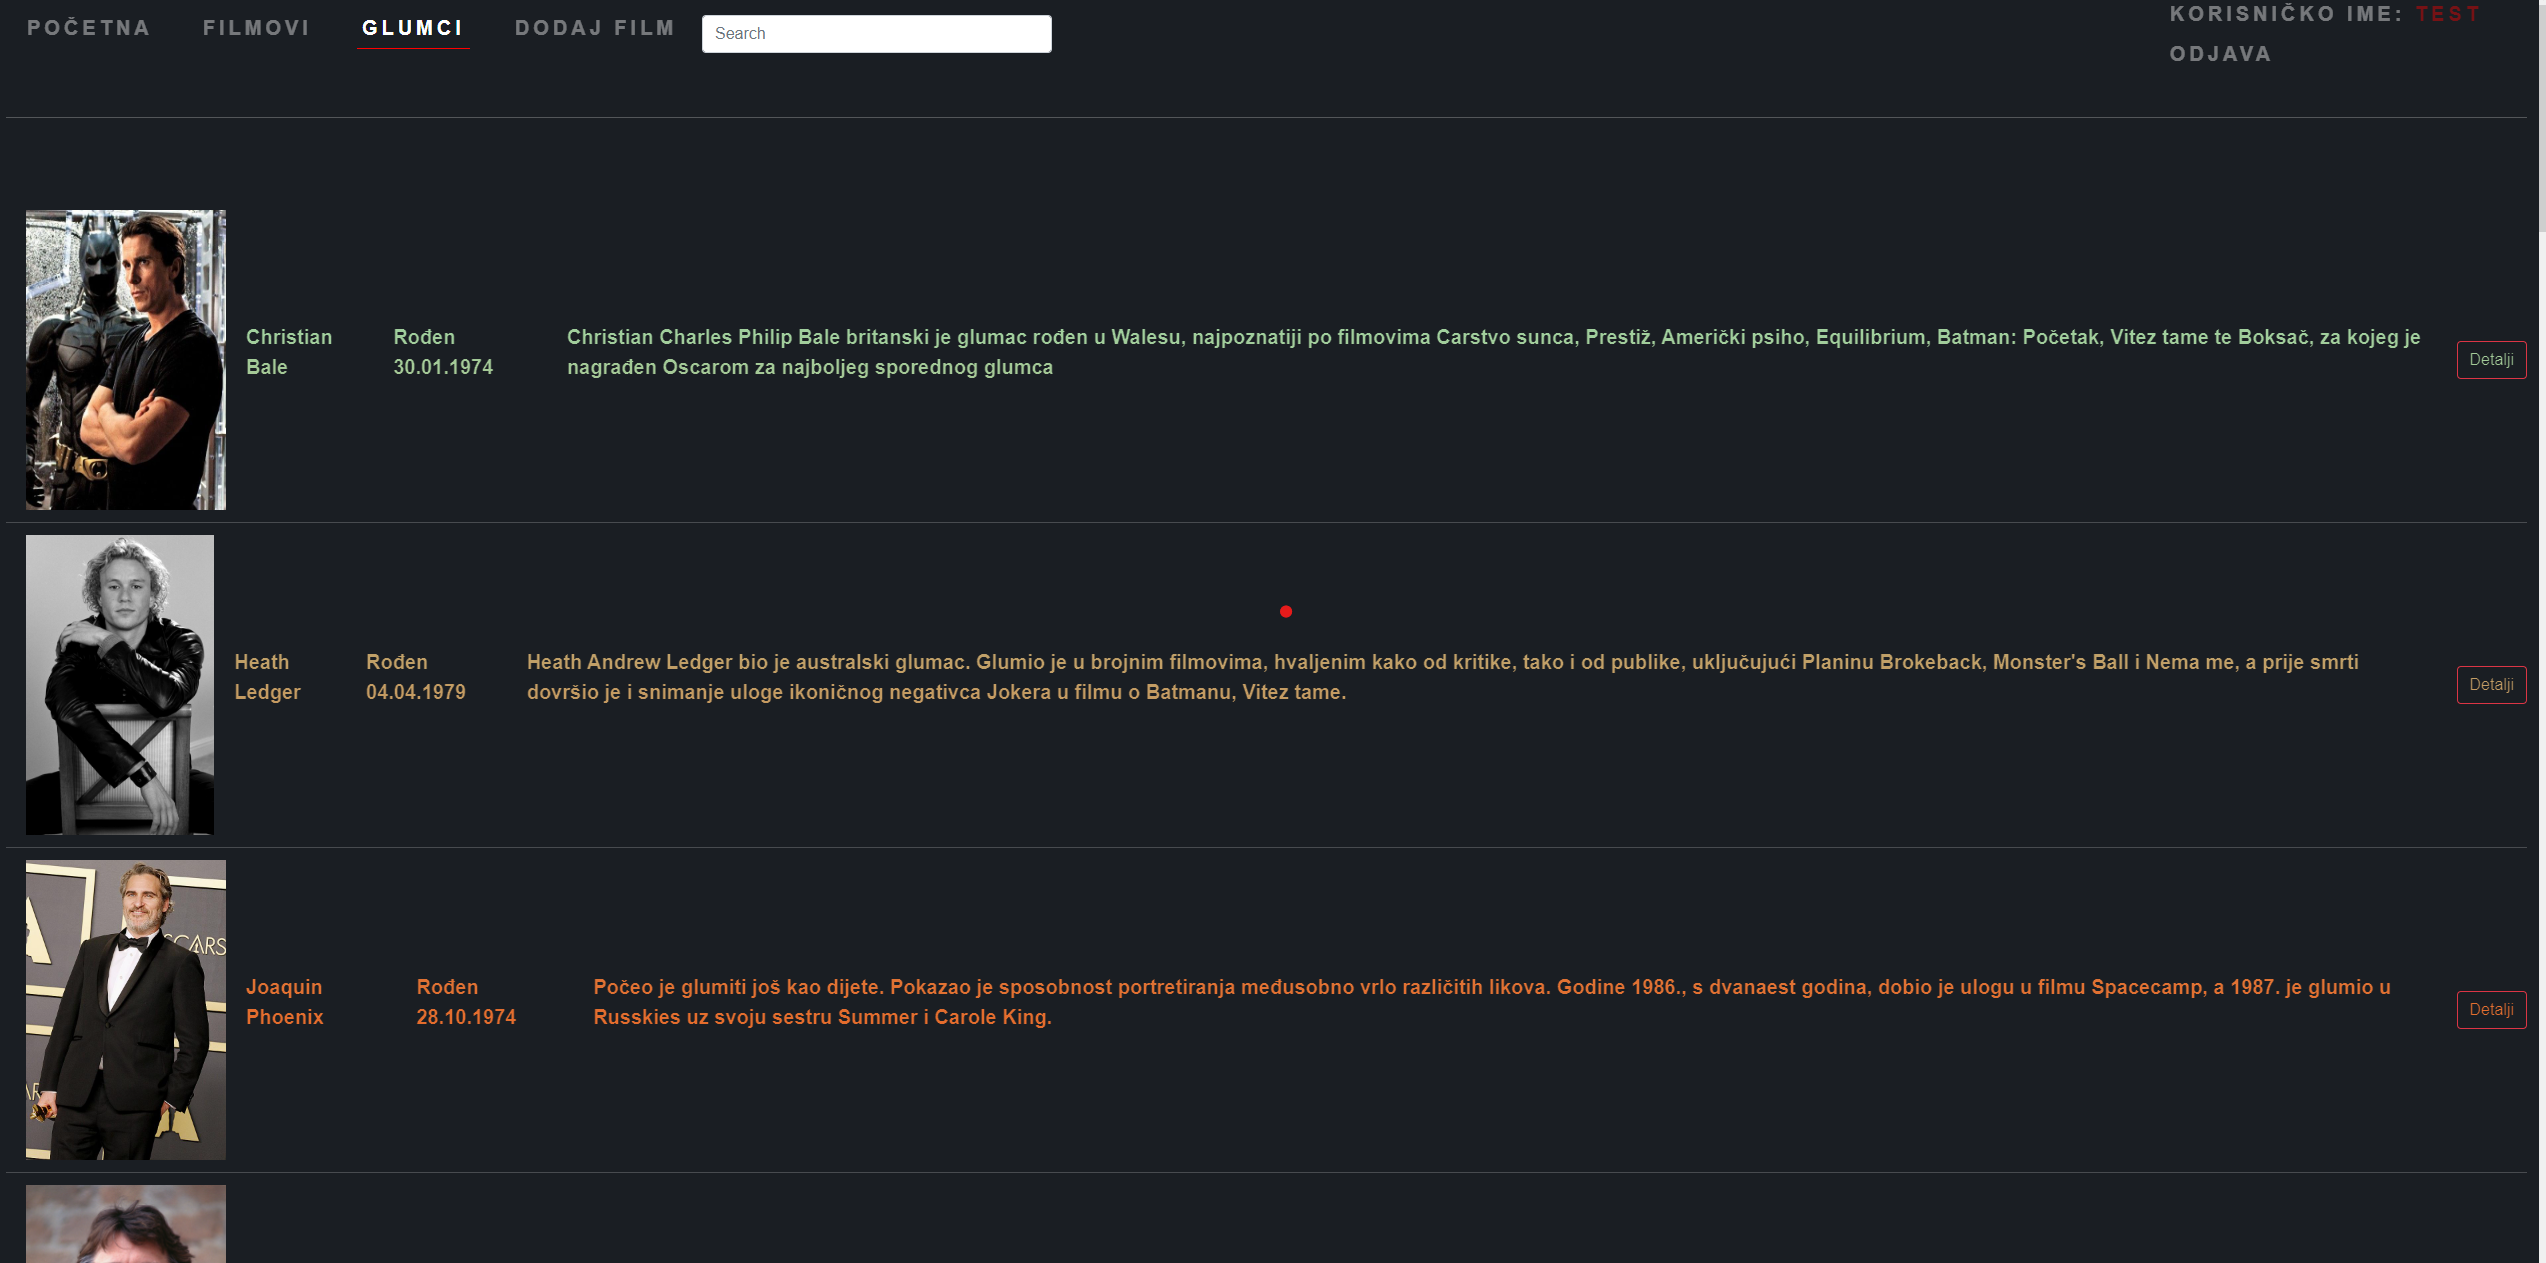 POČETNA FILMOVI GLUMCI DODAJ FILM Search KORISNIČKO IME: TEST
ODJAVA
Christian
Bale
Rođen
30.01.1974
Christian Charles Philip Bale britanski je glumac rođen u Walesu, najpoznatiji po filmovima Carstvo sunca, Prestiž, Američki psiho, Equilibrium, Batman: Početak, Vitez tame te Boksač, za kojeg je
nagrađen Oscarom za najboljeg sporednog glumca
Detalji
Heath
Ledger
Rođen
04.04.1979
Heath Andrew Ledger bio je australski glumac. Glumio je u brojnim filmovima, hvaljenim kako od kritike, tako i od publike, uključujući Planinu Brokeback, Monster's Ball i Nema me, a prije smrti
dovršio je i snimanje uloge ikoničnog negativca Jokera u filmu o Batmanu, Vitez tame.
Detalji
SCARS
Joaquin
Phoenix
Rođen
28.10.1974
Počeo je glumiti još kao dijete. Pokazao je sposobnost portretiranja međusobno vrlo različitih likova. Godine 1986., s dvanaest godina, dobio je ulogu u filmu Spacecamp, a 1987. je glumio u
Russkies uz svoju sestru Summer i Carole King.
Detalji